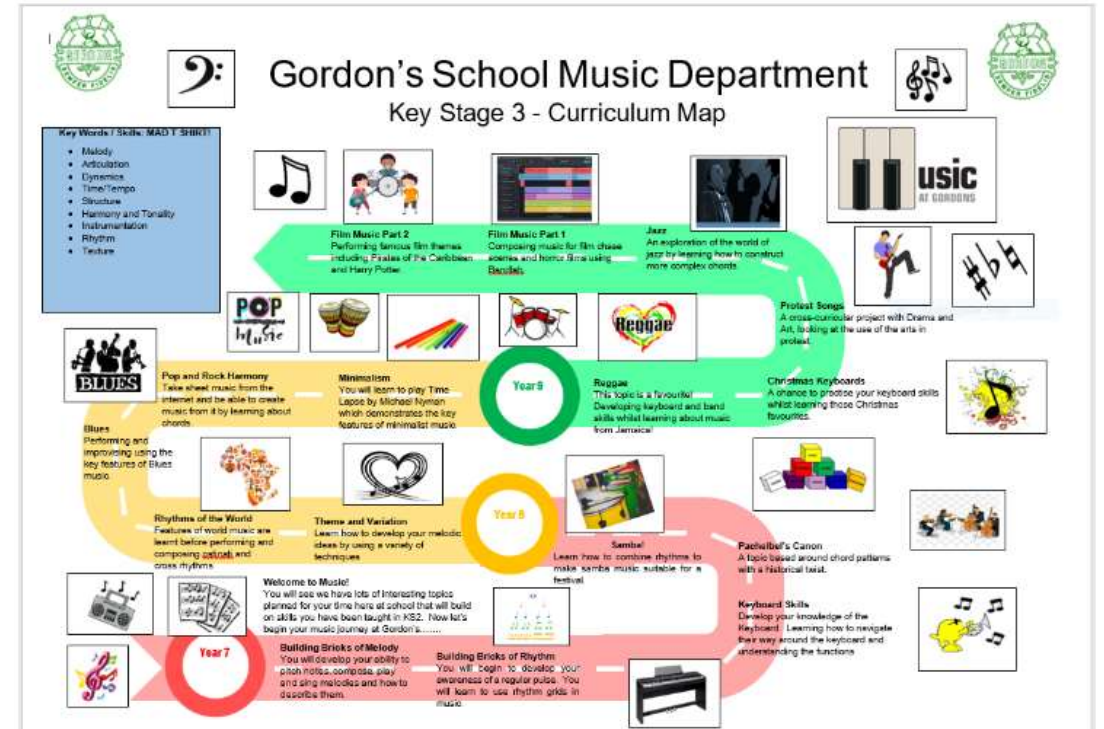 Gordon's School Music Department
Key Stage 3 - Curriculum Map
Key Words / Skills: MAD T SHIRT!
• Melody
• Articulation
• Dynamics
• Time/Tempo
• Structure
• Harmony and Tonality
• Instrumentation
• Rhythm
• Texture
usic
AT GORDONS
Film Music Part 2
Performing famous film themes
including Pirates of the Caribbean
and Harry Potter.
Film Music Part 1
Composing music for film chase
scenes and horror films using
Bandlab.
Jazz
An exploration of the world of
jazz by learning how to construct
more complex chords.
Protest Songs
A cross-curricular project with Drama and
Art, looking at the use of the arts in
protest.
POP
music
Reggae
BLUES
Pop and Rock Harmony
Take sheet music from the
internet and be able to create
music from it by learning about
chords.
Minimalism
You will learn to play Time
Lapse by Michael Nyman
which demonstrates the key
features of minimalist music.
Year 9
Reggae
This topic is a favourite!
Developing keyboard and band
skills whilst learning about music
from Jamaica!
Christmas Keyboards
A chance to practise your keyboard skills
whilst learning those Christmas
favourites.
Blues
Performing and
improvising using the
key features of Blues
music.
Rhythms of the World
Features of world music are
learnt before performing and
composing ostinati and
cross rhythms.
Theme and Variation
Learn how to develop your melodic
ideas by using a variety of
techniques.
Year 8
Samba!
Learn how to combine rhythms to
make samba music suitable for a
festival.
Pachelbel's Canon
A topic based around chord patterns
with a historical twist.
Welcome to Music!
You will see we have lots of interesting topics
planned for your time here at school that will build
on skills you have been taught in KS2. Now let's
begin your music journey at Gordon's.......
Keyboard Skills
Develop your knowledge of the
Keyboard. Learning how to navigate
their way around the keyboard and
understanding the functions
Year 7
Building Bricks of Melody
You will develop your ability to
pitch notes, compose, play
and sing melodies and how to
describe them.
Building Bricks of Rhythm
You will begin to develop your
awareness of a regular pulse. You
will learn to use rhythm grids in
music.